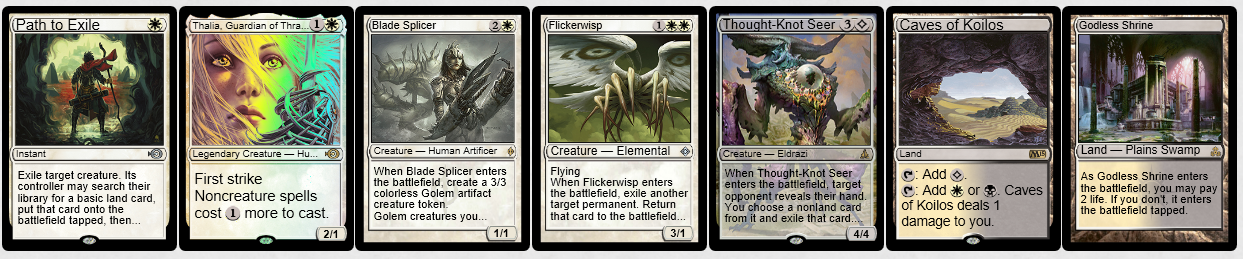 Path to Exile
Instant
Exile target creature. Its
controller may search their
library for a basic land card,
put that card onto the
battlefield tapped, then...
Thalia, Guardian of Thra... 1
Legendary Creature — Hu...
First strike
Noncreature spells
cost 1 more to cast.
2/1
Blade Splicer 2
Creature — Human Artificer
When Blade Splicer enters
the battlefield, create a 3/3
colorless Golem artifact
creature token.
Golem creatures you...
1/1
Flickerwisp 1
Creature — Elemental
Flying
When Flickerwisp enters
the battlefield, exile another
target permanent. Return
that card to the battlefield...
3/1
Thought-Knot Seer 3
Creature — Eldrazi
When Thought-Knot Seer
enters the battlefield, target
opponent reveals their hand.
You choose a nonland card
from it and exile that card....
4/4
Caves of Koilos
Land
M15
: Add .
: Add or . Caves
of Koilos deals 1
damage to you.
Godless Shrine
Land — Plains Swamp
As Godless Shrine enters
the battlefield, you may pay
2 life. If you don't, it enters
the battlefield tapped.